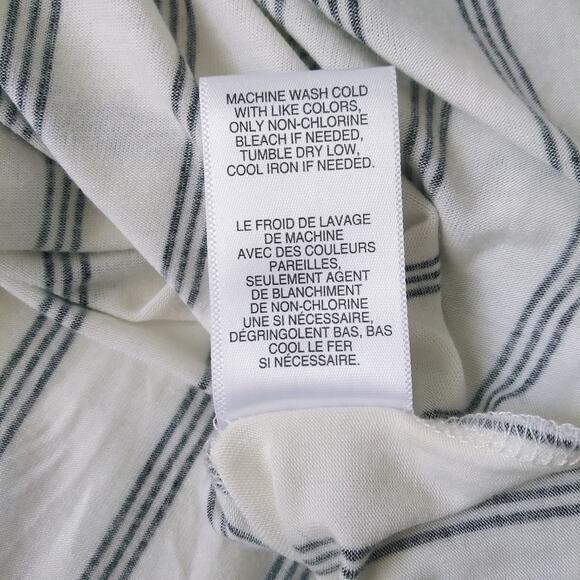 MACHINE WASH COLD
WITH LIKE COLORS,
ONLY NON-CHLORINE
BLEACH IF NEEDED,
TUMBLE DRY LOW,
COOL IRON IF NEEDED.
LE FROID DE LAVAGE
DE MACHINE
AVEC DES COULEURS
PAREILLES,
SEULEMENT AGENT
DE BLANCHIMENT
DE NON-CHLORINE
UNE SI NÉCESSAIRE,
DÉGRINGOLENT BAS, BAS
COOL LE FER
SI NÉCESSAIRE.